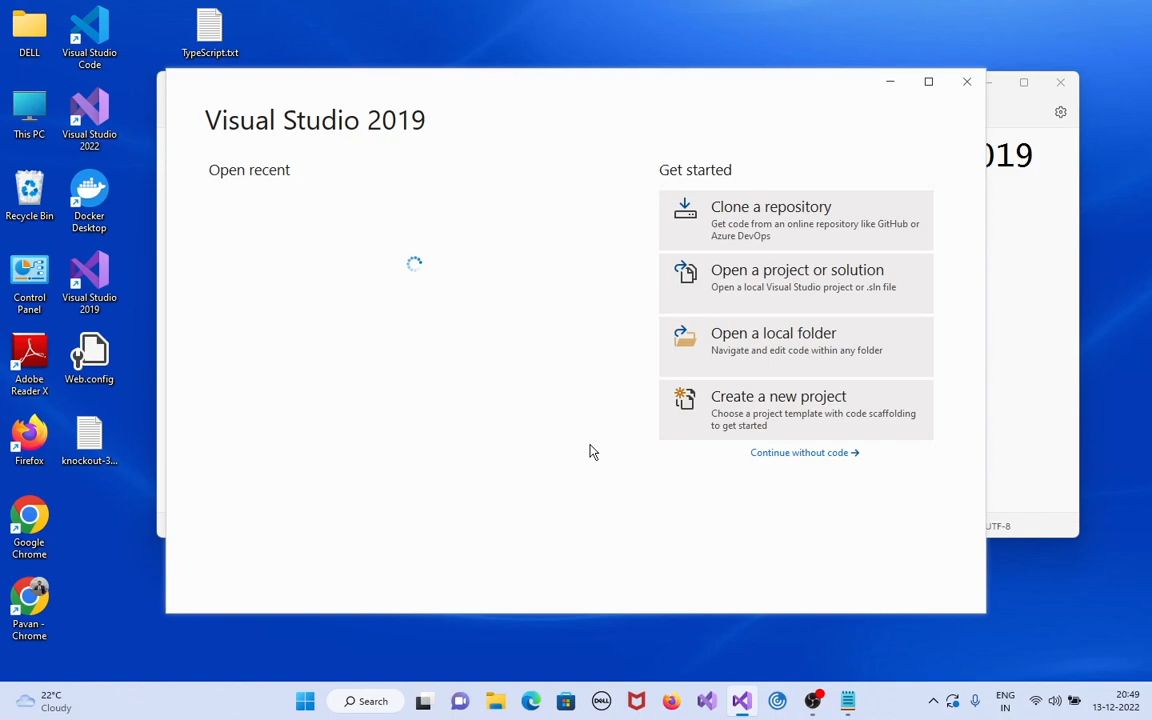 DELL
Visual Studio
Code
TypeScript.txt
This PC
Visual Studio
2022
Recycle Bin
Docker
Desktop
Control
Panel
Visual Studio
2019
Adobe
Reader X
Web.config
Firefox
knockout-3...
Google
Chrome
Pavan -
Chrome
Visual Studio 2019
Open recent
Get started
Clone a repository
Get code from an online repository like GitHub or
Azure DevOps
Open a project or solution
Open a local Visual Studio project or .sln file
Open a local folder
Navigate and edit code within any folder
Create a new project
Choose a project template with code scaffolding
to get started
Continue without code →
019
UTF-8
22°C
Cloudy
Search
DELL
ENG
IN
20:49
13-12-2022